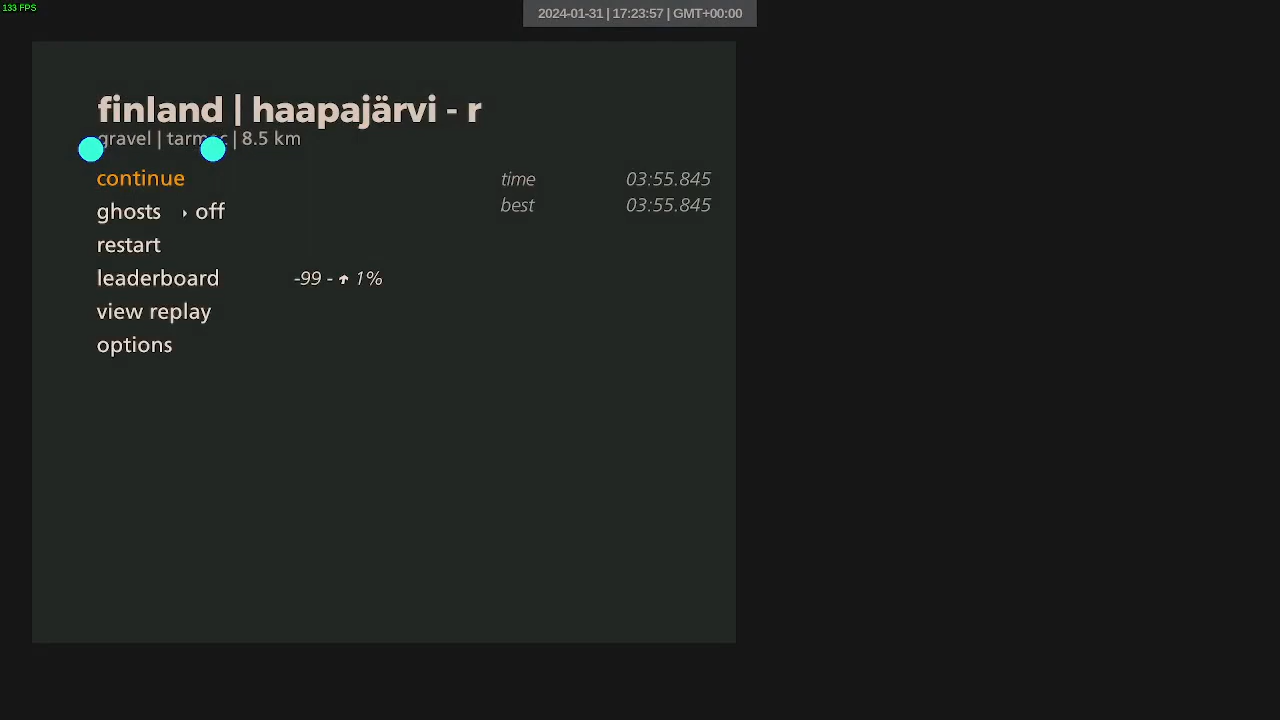 133 FPS
2024-01-31 | 17:23:57 | GMT+00:00
finland | haapajärvi - r
gravel | tarmac | 8.5 km
continue
time 03:55.845
ghosts ‣ off
best 03:55.845
restart
leaderboard -99 - ↑ 1%
view replay
options